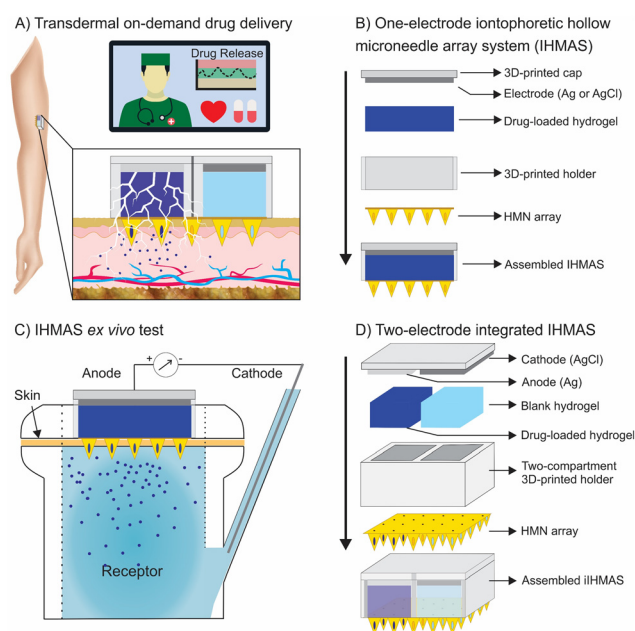 A) Transdermal on-demand drug delivery
Drug Release
B) One-electrode iontophoretic hollow
microneedle array system (IHMAS)
3D-printed cap
Electrode (Ag or AgCl)
Drug-loaded hydrogel
3D-printed holder
HMN array
Assembled IHMAS
C) IHMAS ex vivo test
Anode
+
-
Cathode
Skin
Receptor
D) Two-electrode integrated IHMAS
Cathode (AgCl)
Anode (Ag)
Blank hydrogel
Drug-loaded hydrogel
Two-compartment
3D-printed holder
HMN array
Assembled iIHMAS